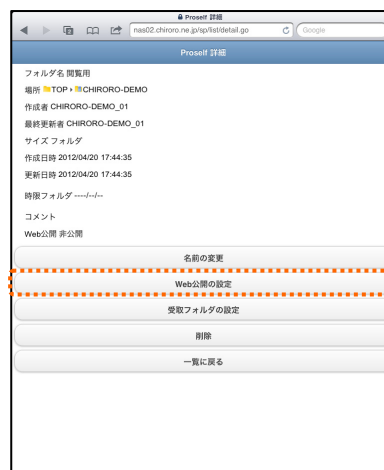 Proself 詳細
nas02.chiroro.ne.jp/sp/list/detail.go
Google
Proself 詳細
フォルダ名 閲覧用
場所 TOP › CHIRORO-DEMO
作成者 CHIRORO-DEMO_01
最終更新者 CHIRORO-DEMO_01
サイズ フォルダ
作成日時 2012/04/20 17:44:35
更新日時 2012/04/20 17:44:35
時限フォルダ ----/--/--
コメント
Web公開 非公開
名前の変更
Web公開の設定
受取フォルダの設定
削除
一覧に戻る